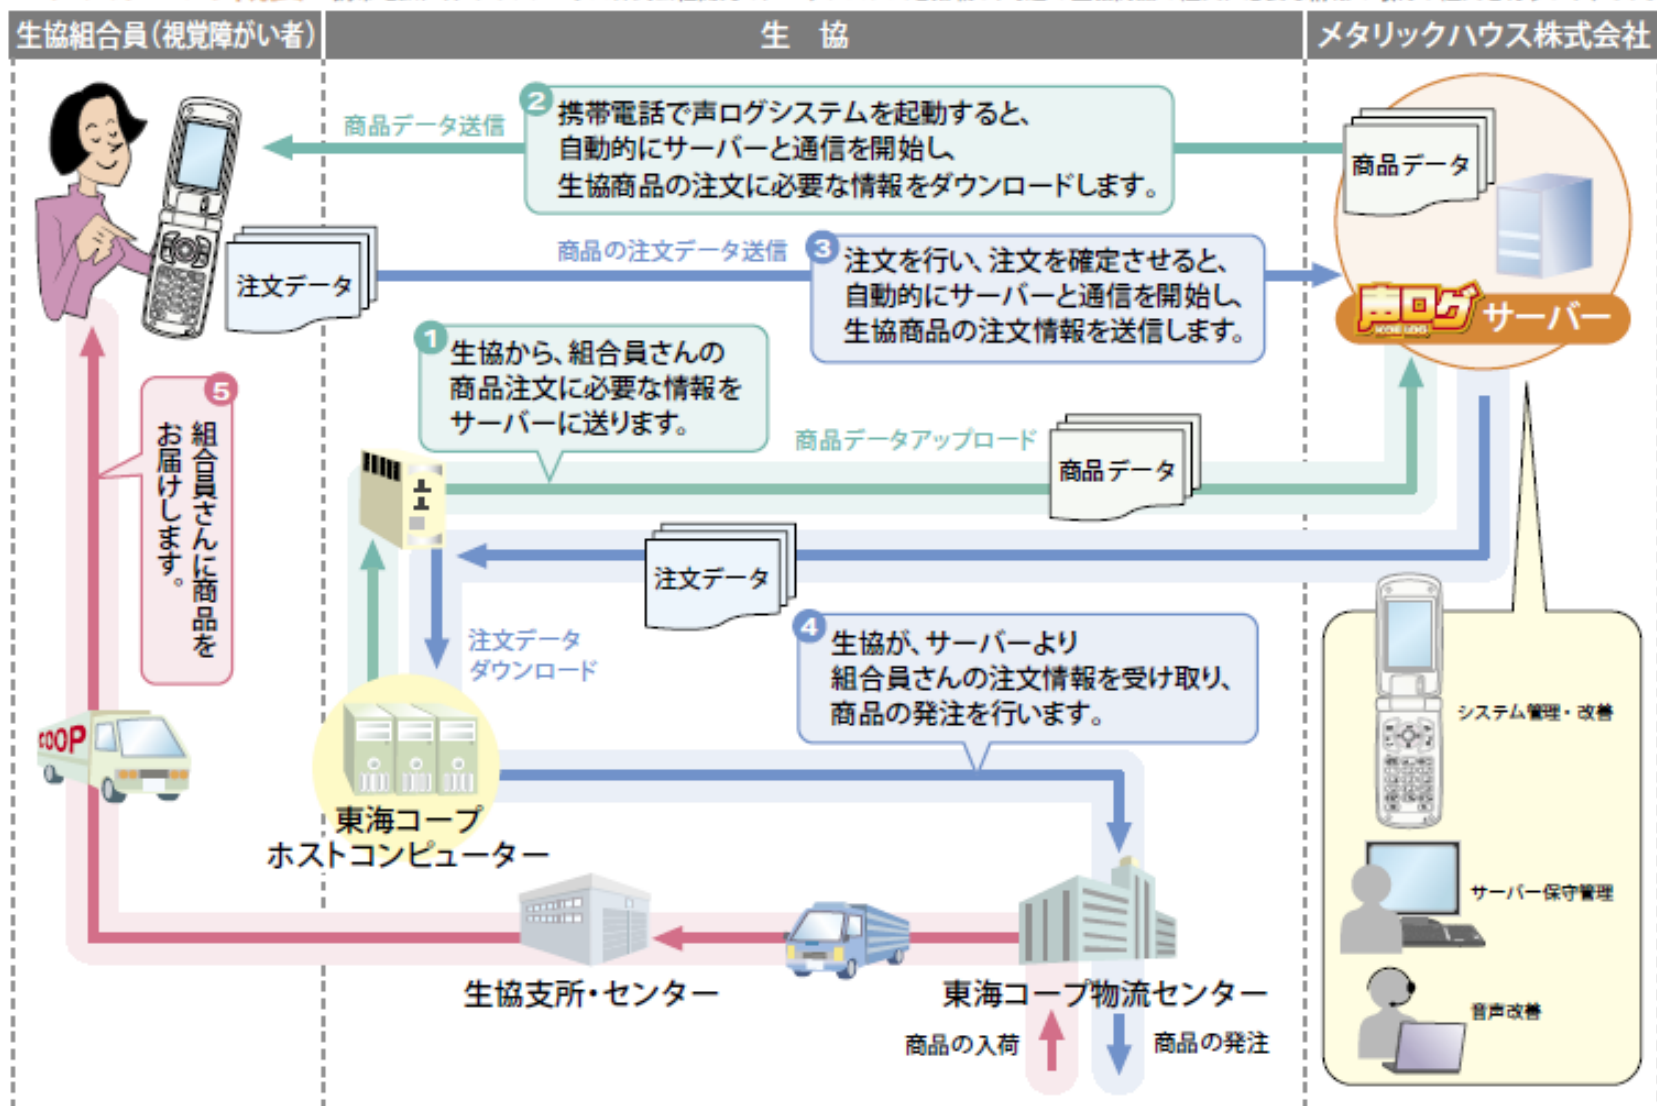 生協組合員(視覚障がい者)
生 協
メタリックハウス株式会社
商品データ送信
2
携帯電話で声ログシステムを起動すると、
自動的にサーバーと通信を開始し、
生協商品の注文に必要な情報をダウンロードします。
商品データ
注文データ
商品の注文データ送信
3
注文を行い、注文を確定させると、
自動的にサーバーと通信を開始し、
生協商品の注文情報を送信します。
声ログ
KOE LOG
サーバー
1
生協から、組合員さんの
商品注文に必要な情報を
サーバーに送ります。
商品データアップロード
商品データ
5
組合員さんに商品を
お届けします。
注文データ
注文データ
ダウンロード
4
生協が、サーバーより
組合員さんの注文情報を受け取り、
商品の発注を行います。
COOP
東海コープ
ホストコンピューター
システム管理・改善
サーバー保守管理
音声改善
生協支所・センター
東海コープ物流センター
商品の入荷
商品の発注